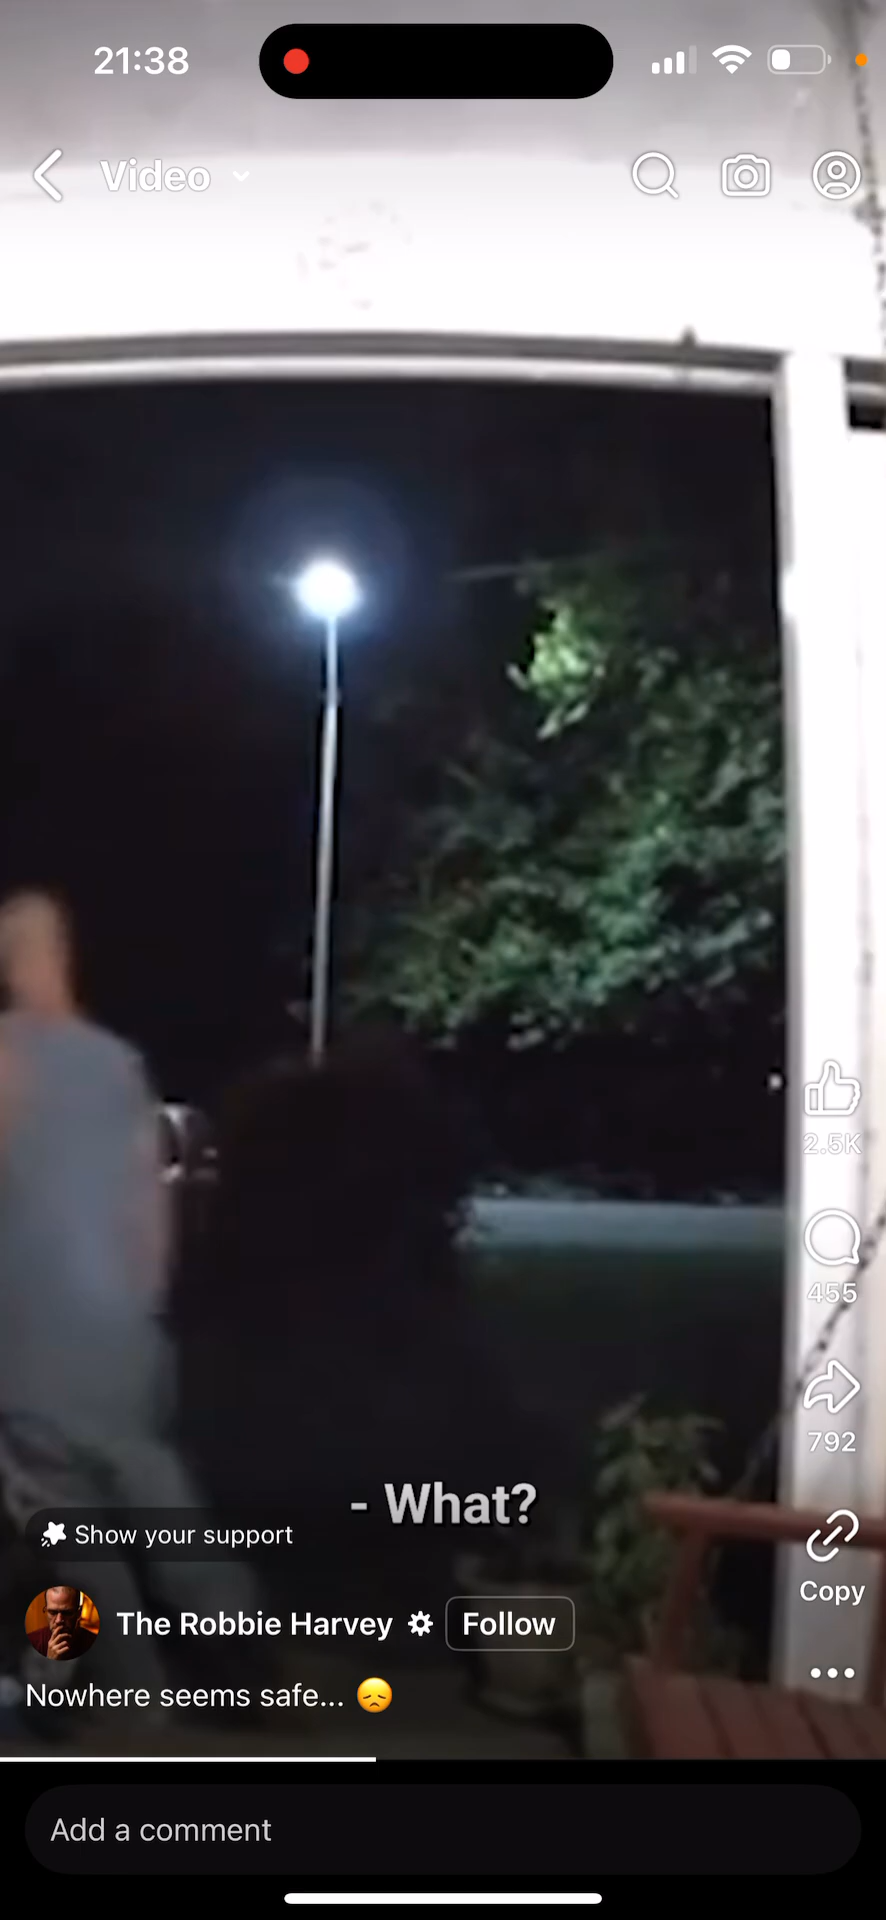 21:38
Video
2.5K
455
792
- What?
Show your support
Copy
The Robbie Harvey Follow
Nowhere seems safe... 😞
Add a comment